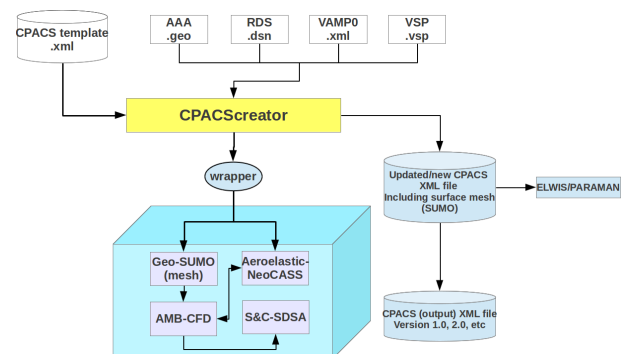 CPACS template
.xml
AAA
.geo
RDS
.dsn
VAMP0
.xml
VSP
.vsp
CPACScreator
wrapper
Updated/new CPACS
XML file
Including surface mesh
(SUMO)
ELWIS/PARAMAN
Geo-SUMO
(mesh)
Aeroelastic-
NeoCASS
AMB-CFD
S&C-SDSA
CPACS (output) XML file
Version 1.0, 2.0, etc